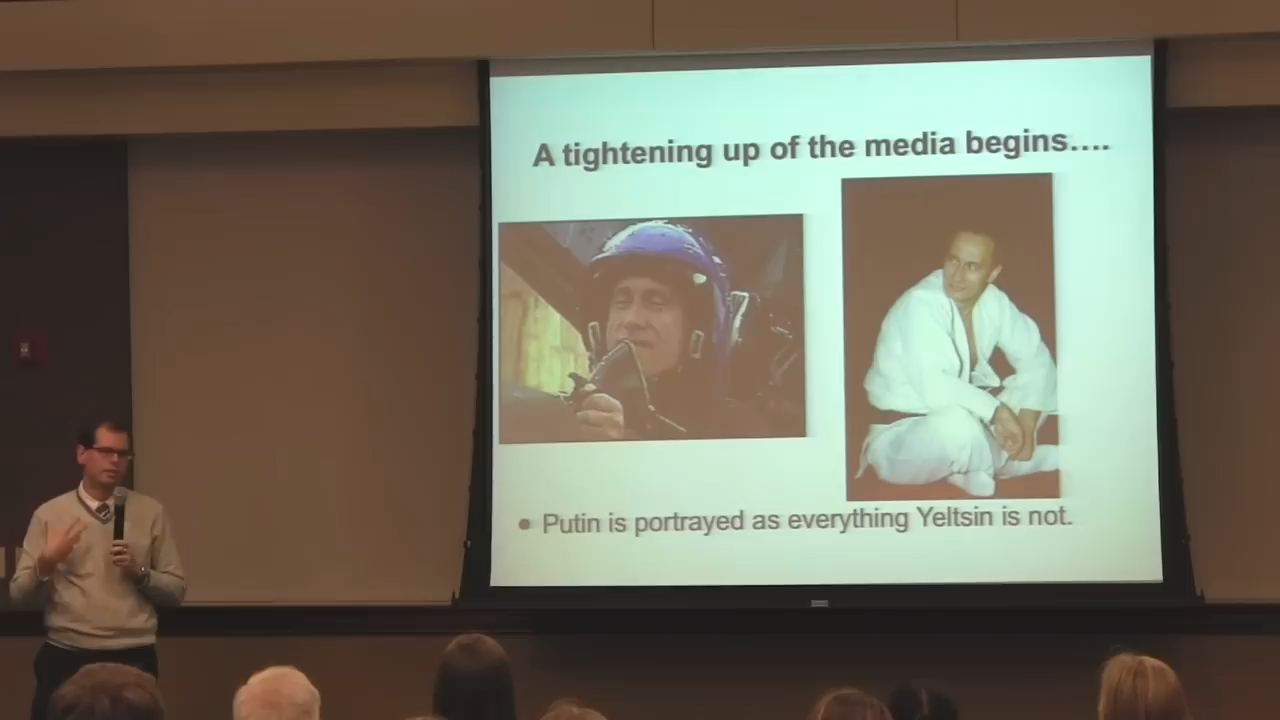 A tightening up of the media begins....
• Putin is portrayed as everything Yeltsin is not.